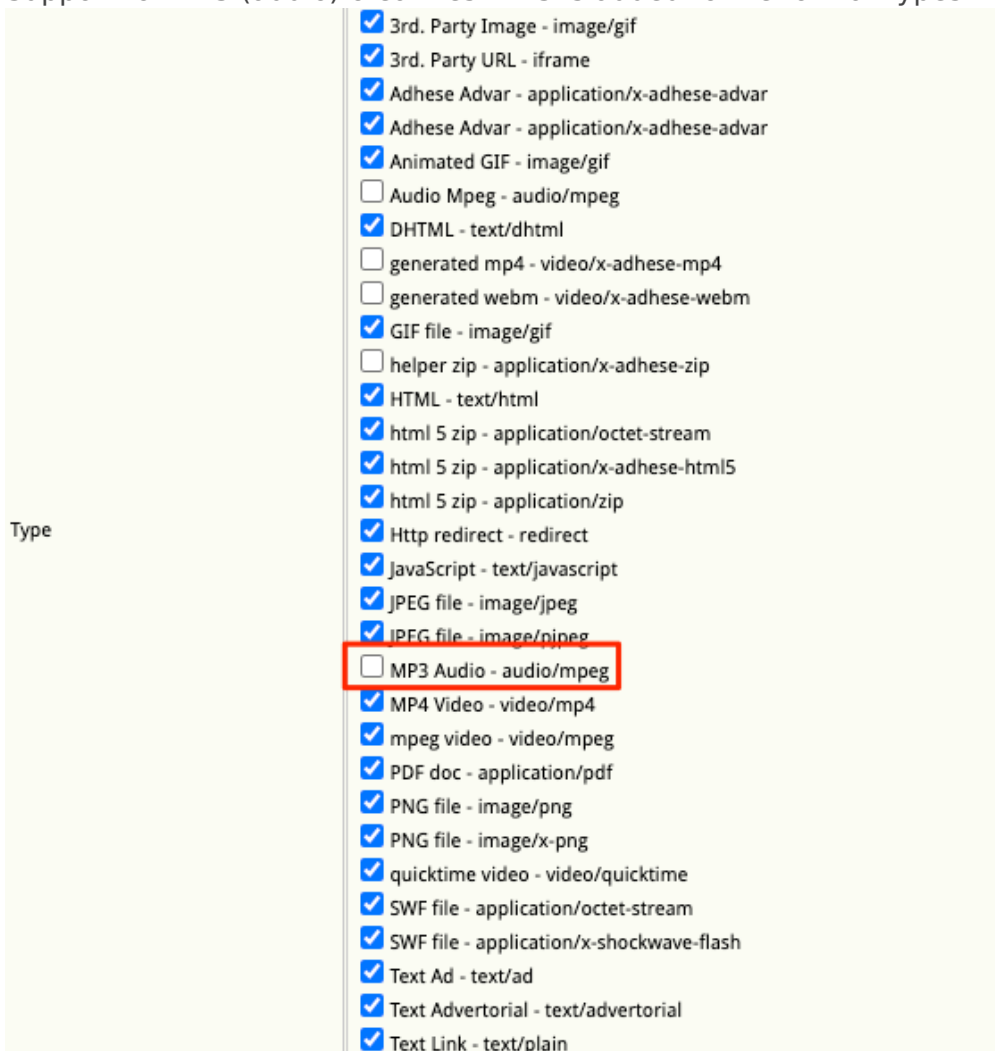 3rd. Party Image - image/gif
3rd. Party URL - iframe
Adhese Advar - application/x-adhese-advar
Adhese Advar - application/x-adhese-advar
Animated GIF - image/gif
Audio Mpeg - audio/mpeg
DHTML - text/dhtml
generated mp4 - video/x-adhese-mp4
generated webm - video/x-adhese-webm
GIF file - image/gif
helper zip - application/x-adhese-zip
HTML - text/html
html 5 zip - application/octet-stream
html 5 zip - application/x-adhese-html5
html 5 zip - application/zip
Type
Http redirect - redirect
JavaScript - text/javascript
JPEG file - image/jpeg
JPEG file - image/pjpeg
MP3 Audio - audio/mpeg
MP4 Video - video/mp4
mpeg video - video/mpeg
PDF doc - application/pdf
PNG file - image/png
PNG file - image/x-png
quicktime video - video/quicktime
SWF file - application/octet-stream
SWF file - application/x-shockwave-flash
Text Ad - text/ad
Text Advertorial - text/advertorial
Text Link - text/plain